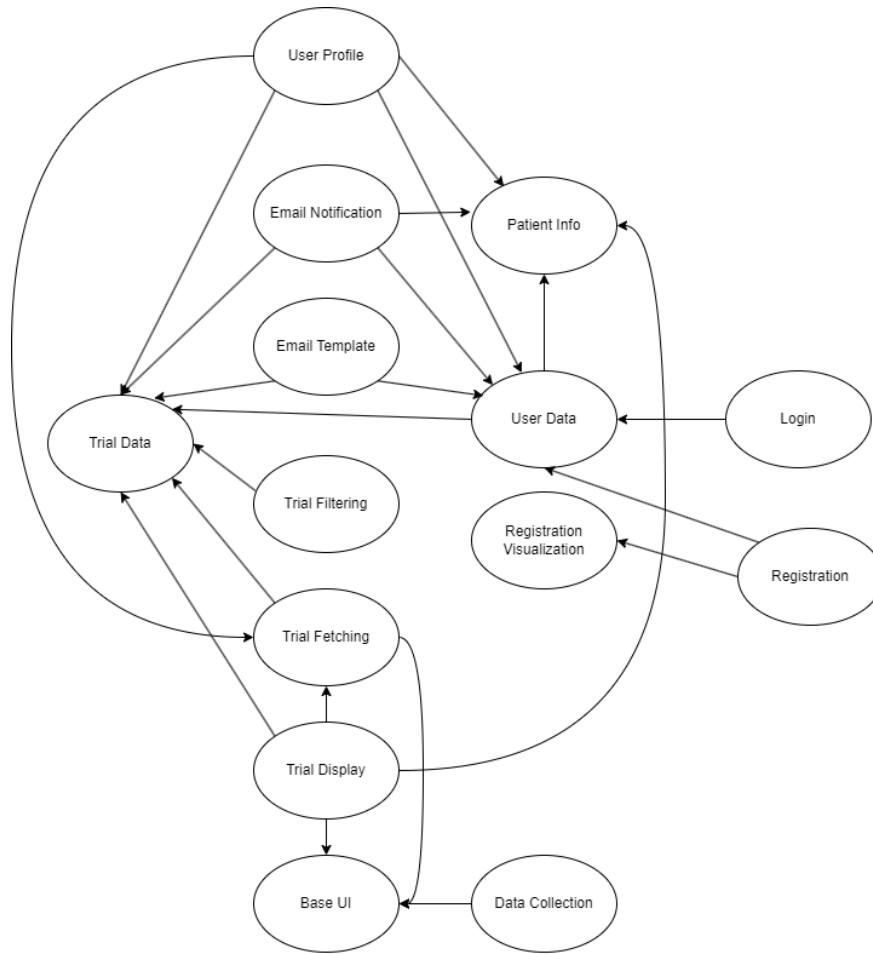 User Profile
Email Notification
Patient Info
Email Template
User Data
Login
Trial Data
Trial Filtering
Registration
Visualization
Registration
Trial Fetching
Trial Display
Base UI
Data Collection